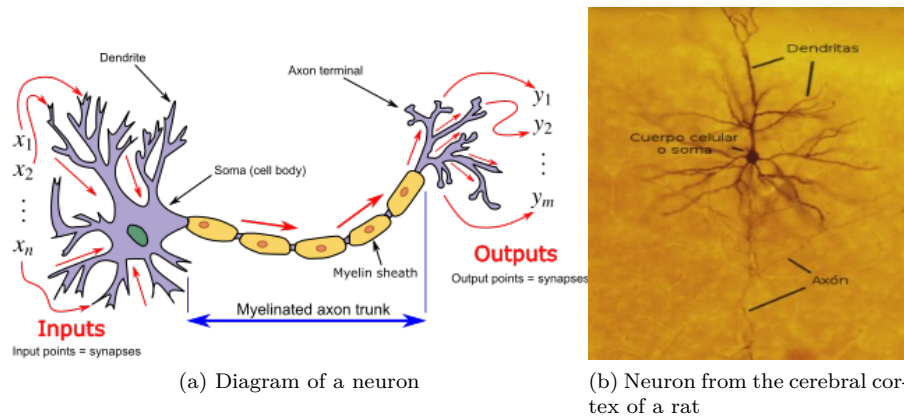 Dendrite
Axon terminal
x1
x2
⋮
xn
y1
y2
⋮
ym
Soma (cell body)
Myelin sheath
Outputs
Output points = synapses
Myelinated axon trunk
Inputs
Input points = synapses
(a) Diagram of a neuron
Dendritas
Cuerpo celular
o soma
Axón
(b) Neuron from the cerebral cor-
tex of a rat